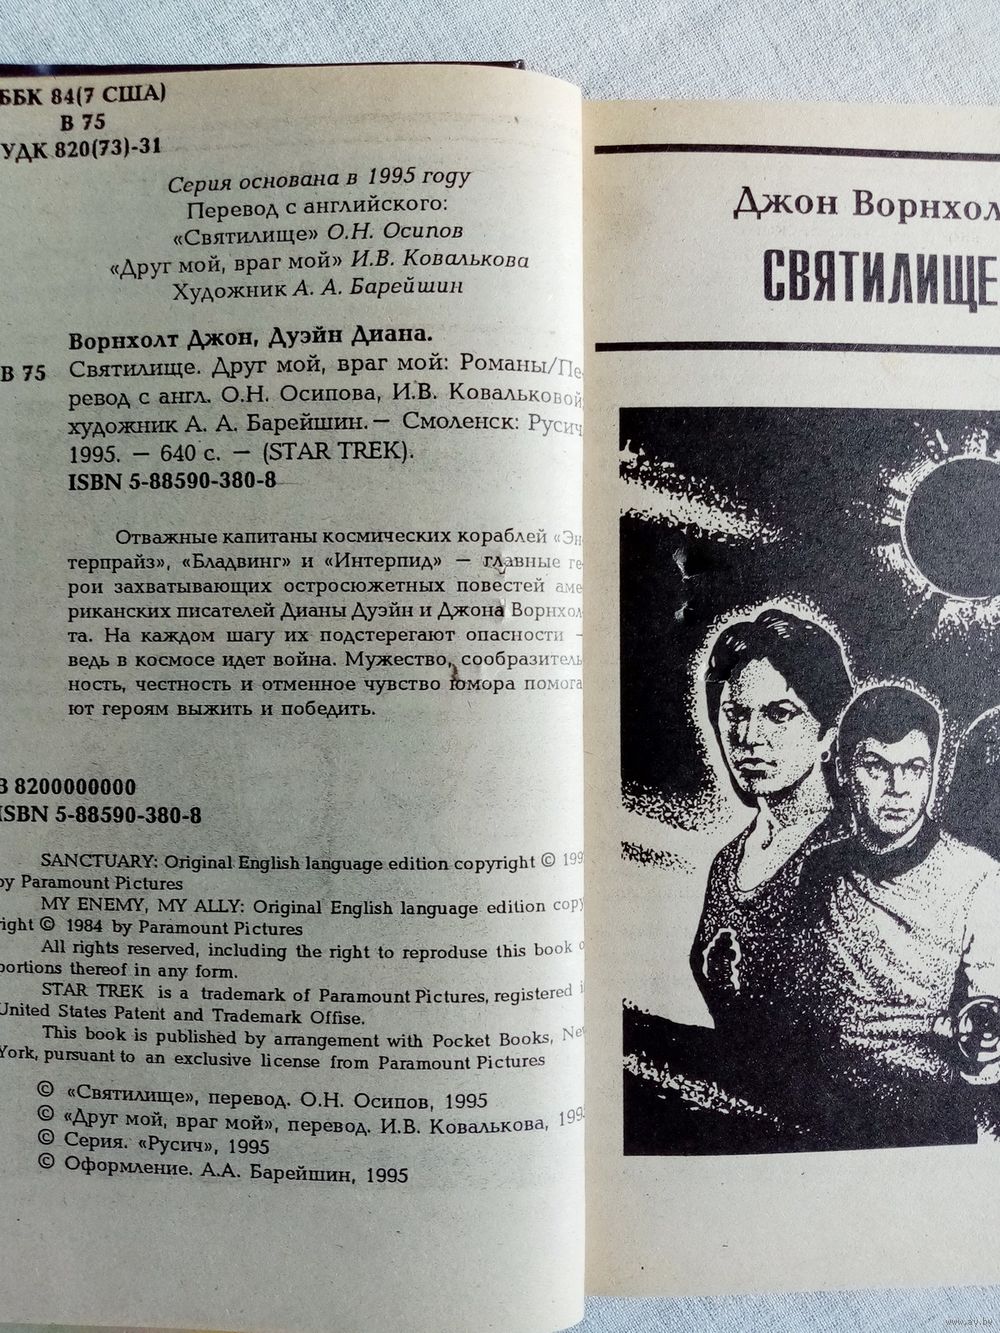 ББК 84(7 США)
В 75
УДК 820(73)-31
Серия основана в 1995 году
Перевод с английского:
«Святилище» О.Н. Осипов
«Друг мой, враг мой» И.В. Ковалькова
Художник А. А. Барейшин
Ворнхолт Джон, Дуэйн Диана.
В 75 Святилище. Друг мой, враг мой: Романы/Пе-
ревод с англ. О.Н. Осипова, И.В. Ковальковой,
художник А. А. Барейшин. — Смоленск: Русич,
1995. — 640 с. — (STAR TREK).
ISBN 5-88590-380-8
Отважные капитаны космических кораблей «Эн-
терпрайз», «Бладвинг» и «Интерпид» — главные ге-
рои захватывающих остросюжетных повестей аме-
риканских писателей Дианы Дуэйн и Джона Ворнхол-
та. На каждом шагу их подстерегают опасности –
ведь в космосе идет война. Мужество, сообразитель-
ность, честность и отменное чувство юмора помога-
ют героям выжить и победить.
В 8200000000
ISBN 5-88590-380-8
SANCTUARY: Original English language edition copyright © 199
by Paramount Pictures
MY ENEMY, MY ALLY: Original English language edition copy-
right © 1984 by Paramount Pictures
All rights reserved, including the right to reproduse this book o
portions thereof in any form.
STAR TREK is a trademark of Paramount Pictures, registered i
United States Patent and Trademark Offise.
This book is published by arrangement with Pocket Books, New
York, pursuant to an exclusive license from Paramount Pictures
© «Святилище», перевод. О.Н. Осипов, 1995
© «Друг мой, враг мой», перевод. И.В. Ковалькова, 1995
© Серия. «Русич», 1995
© Оформление. А.А. Барейшин, 1995
Джон Ворнхол
СВЯТИЛИЩЕ
www.av.by